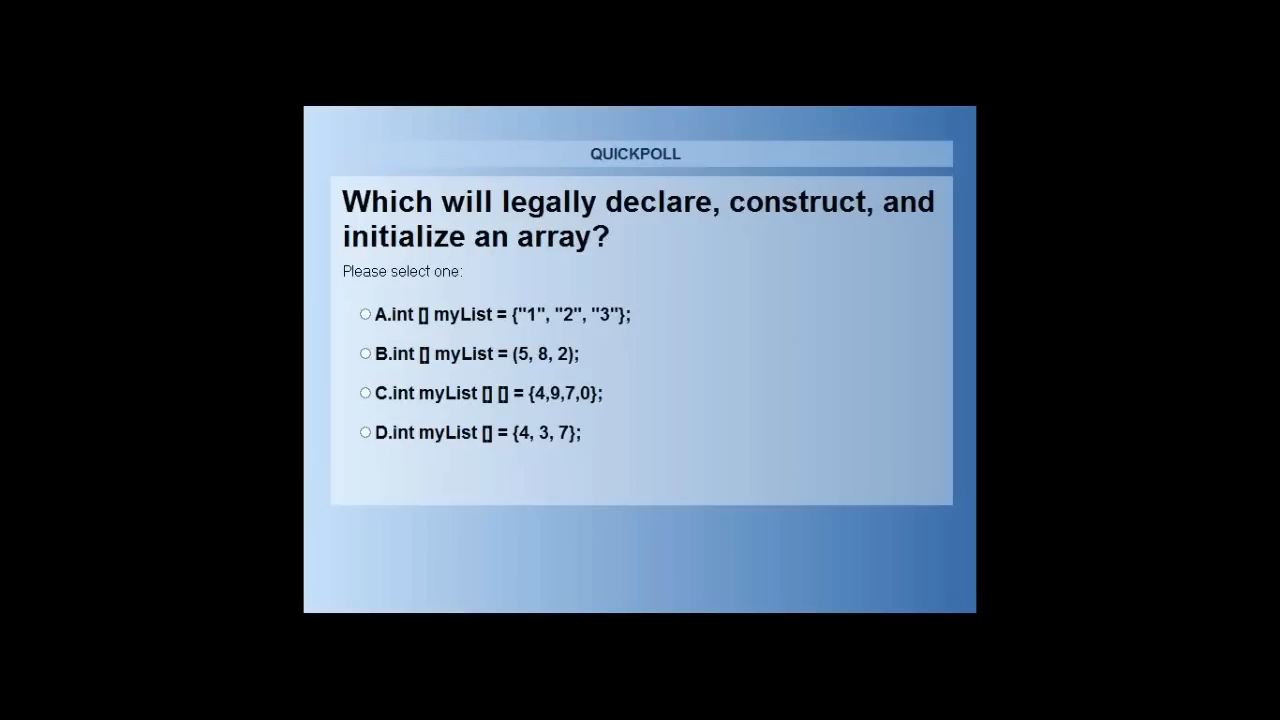 QUICKPOLL
Which will legally declare, construct, and
initialize an array?
Please select one:
A.int [] myList = {"1", "2", "3"};
B.int [] myList = (5, 8, 2);
C.int myList [] [] = {4,9,7,0};
D.int myList [] = {4, 3, 7};